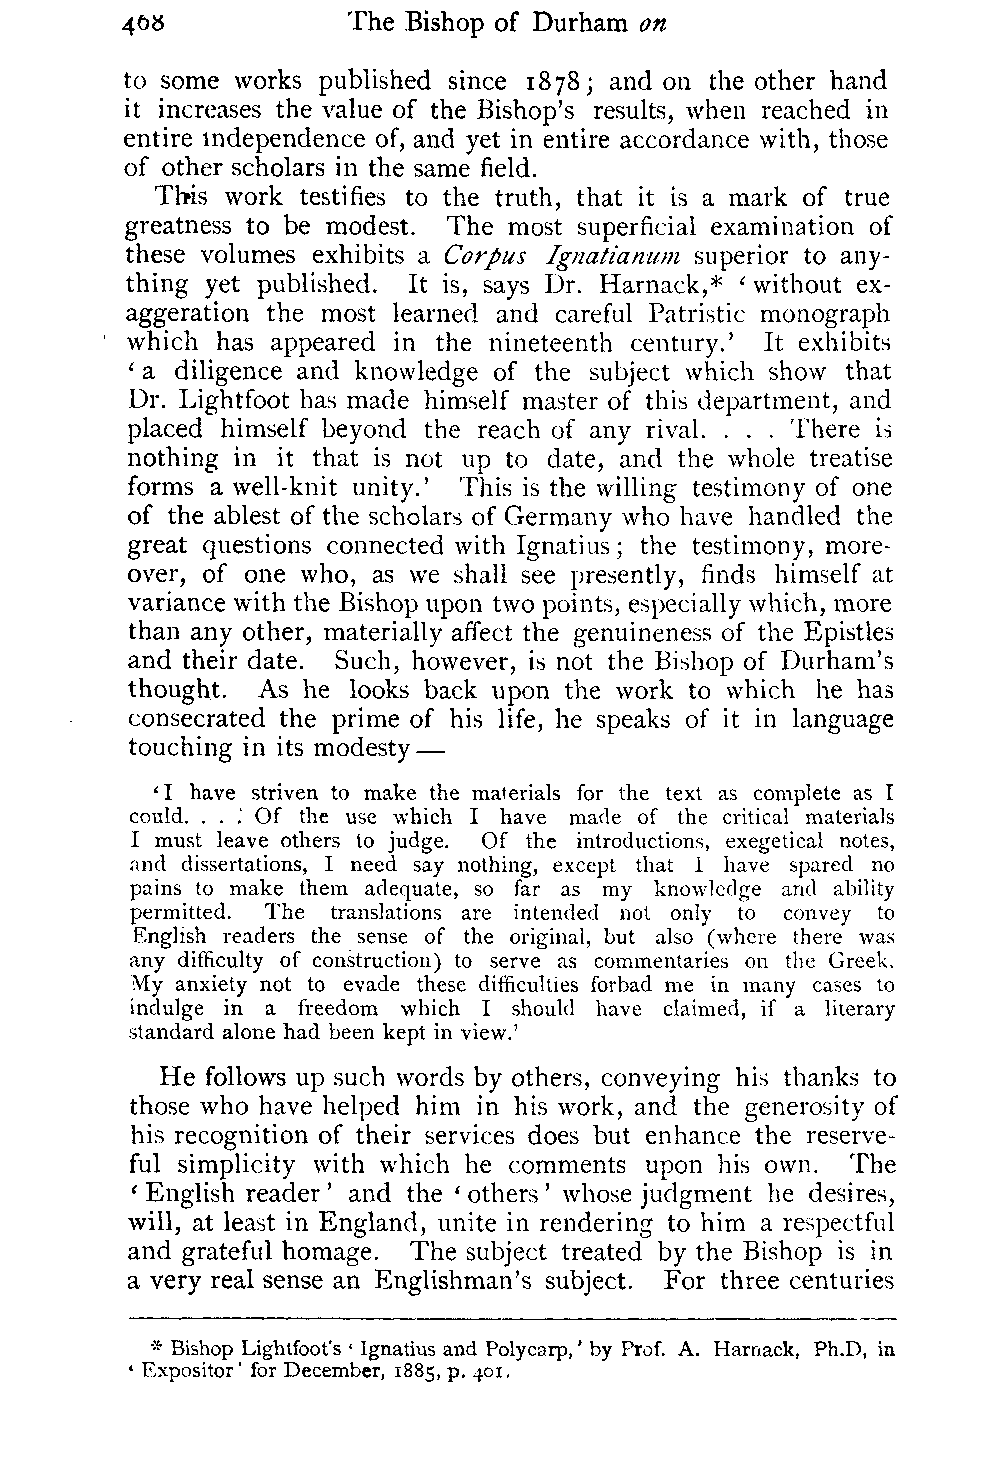 408 The Bishop of Durham on
to some works published since 1878; and on the other hand
it increases the value of the Bishop's results, when reached in
entire independence of, and yet in entire accordance with, those
of other scholars in the same field.
This work testifies to the truth, that it is a mark of true
greatness to be modest. The most superficial examination of
these volumes exhibits a Corpus Ignatianum superior to any-
thing yet published. It is, says Dr. Harnack,* ‘without ex-
aggeration the most learned and careful Patristic monograph
which has appeared in the nineteenth century.’ It exhibits
‘a diligence and knowledge of the subject which show that
Dr. Lightfoot has made himself master of this department, and
placed himself beyond the reach of any rival. . . . There is
nothing in it that is not up to date, and the whole treatise
forms a well-knit unity.’ This is the willing testimony of one
of the ablest of the scholars of Germany who have handled the
great questions connected with Ignatius; the testimony, more-
over, of one who, as we shall see presently, finds himself at
variance with the Bishop upon two points, especially which, more
than any other, materially affect the genuineness of the Epistles
and their date. Such, however, is not the Bishop of Durham's
thought. As he looks back upon the work to which he has
consecrated the prime of his life, he speaks of it in language
touching in its modesty—
‘I have striven to make the materials for the text as complete as I
could. . . . Of the use which I have made of the critical materials
I must leave others to judge. Of the introductions, exegetical notes,
and dissertations, I need say nothing, except that I have spared no
pains to make them adequate, so far as my knowledge and ability
permitted. The translations are intended not only to convey to
English readers the sense of the original, but also (where there was
any difficulty of construction) to serve as commentaries on the Greek.
My anxiety not to evade these difficulties forbad me in many cases to
indulge in a freedom which I should have claimed, if a literary
standard alone had been kept in view.’
He follows up such words by others, conveying his thanks to
those who have helped him in his work, and the generosity of
his recognition of their services does but enhance the reserve-
ful simplicity with which he comments upon his own. The
‘English reader’ and the ‘others’ whose judgment he desires,
will, at least in England, unite in rendering to him a respectful
and grateful homage. The subject treated by the Bishop is in
a very real sense an Englishman's subject. For three centuries
* Bishop Lightfoot's ‘Ignatius and Polycarp,’ by Prof. A. Harnack, Ph.D, in
‘Expositor’ for December, 1885, p. 401.